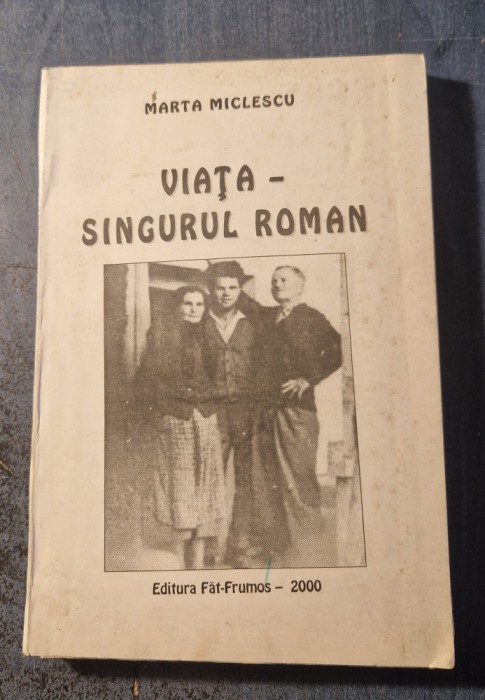 MARTA MICLESCU
VIAŢA –
SINGURUL ROMAN
Editura Făt-Frumos – 2000